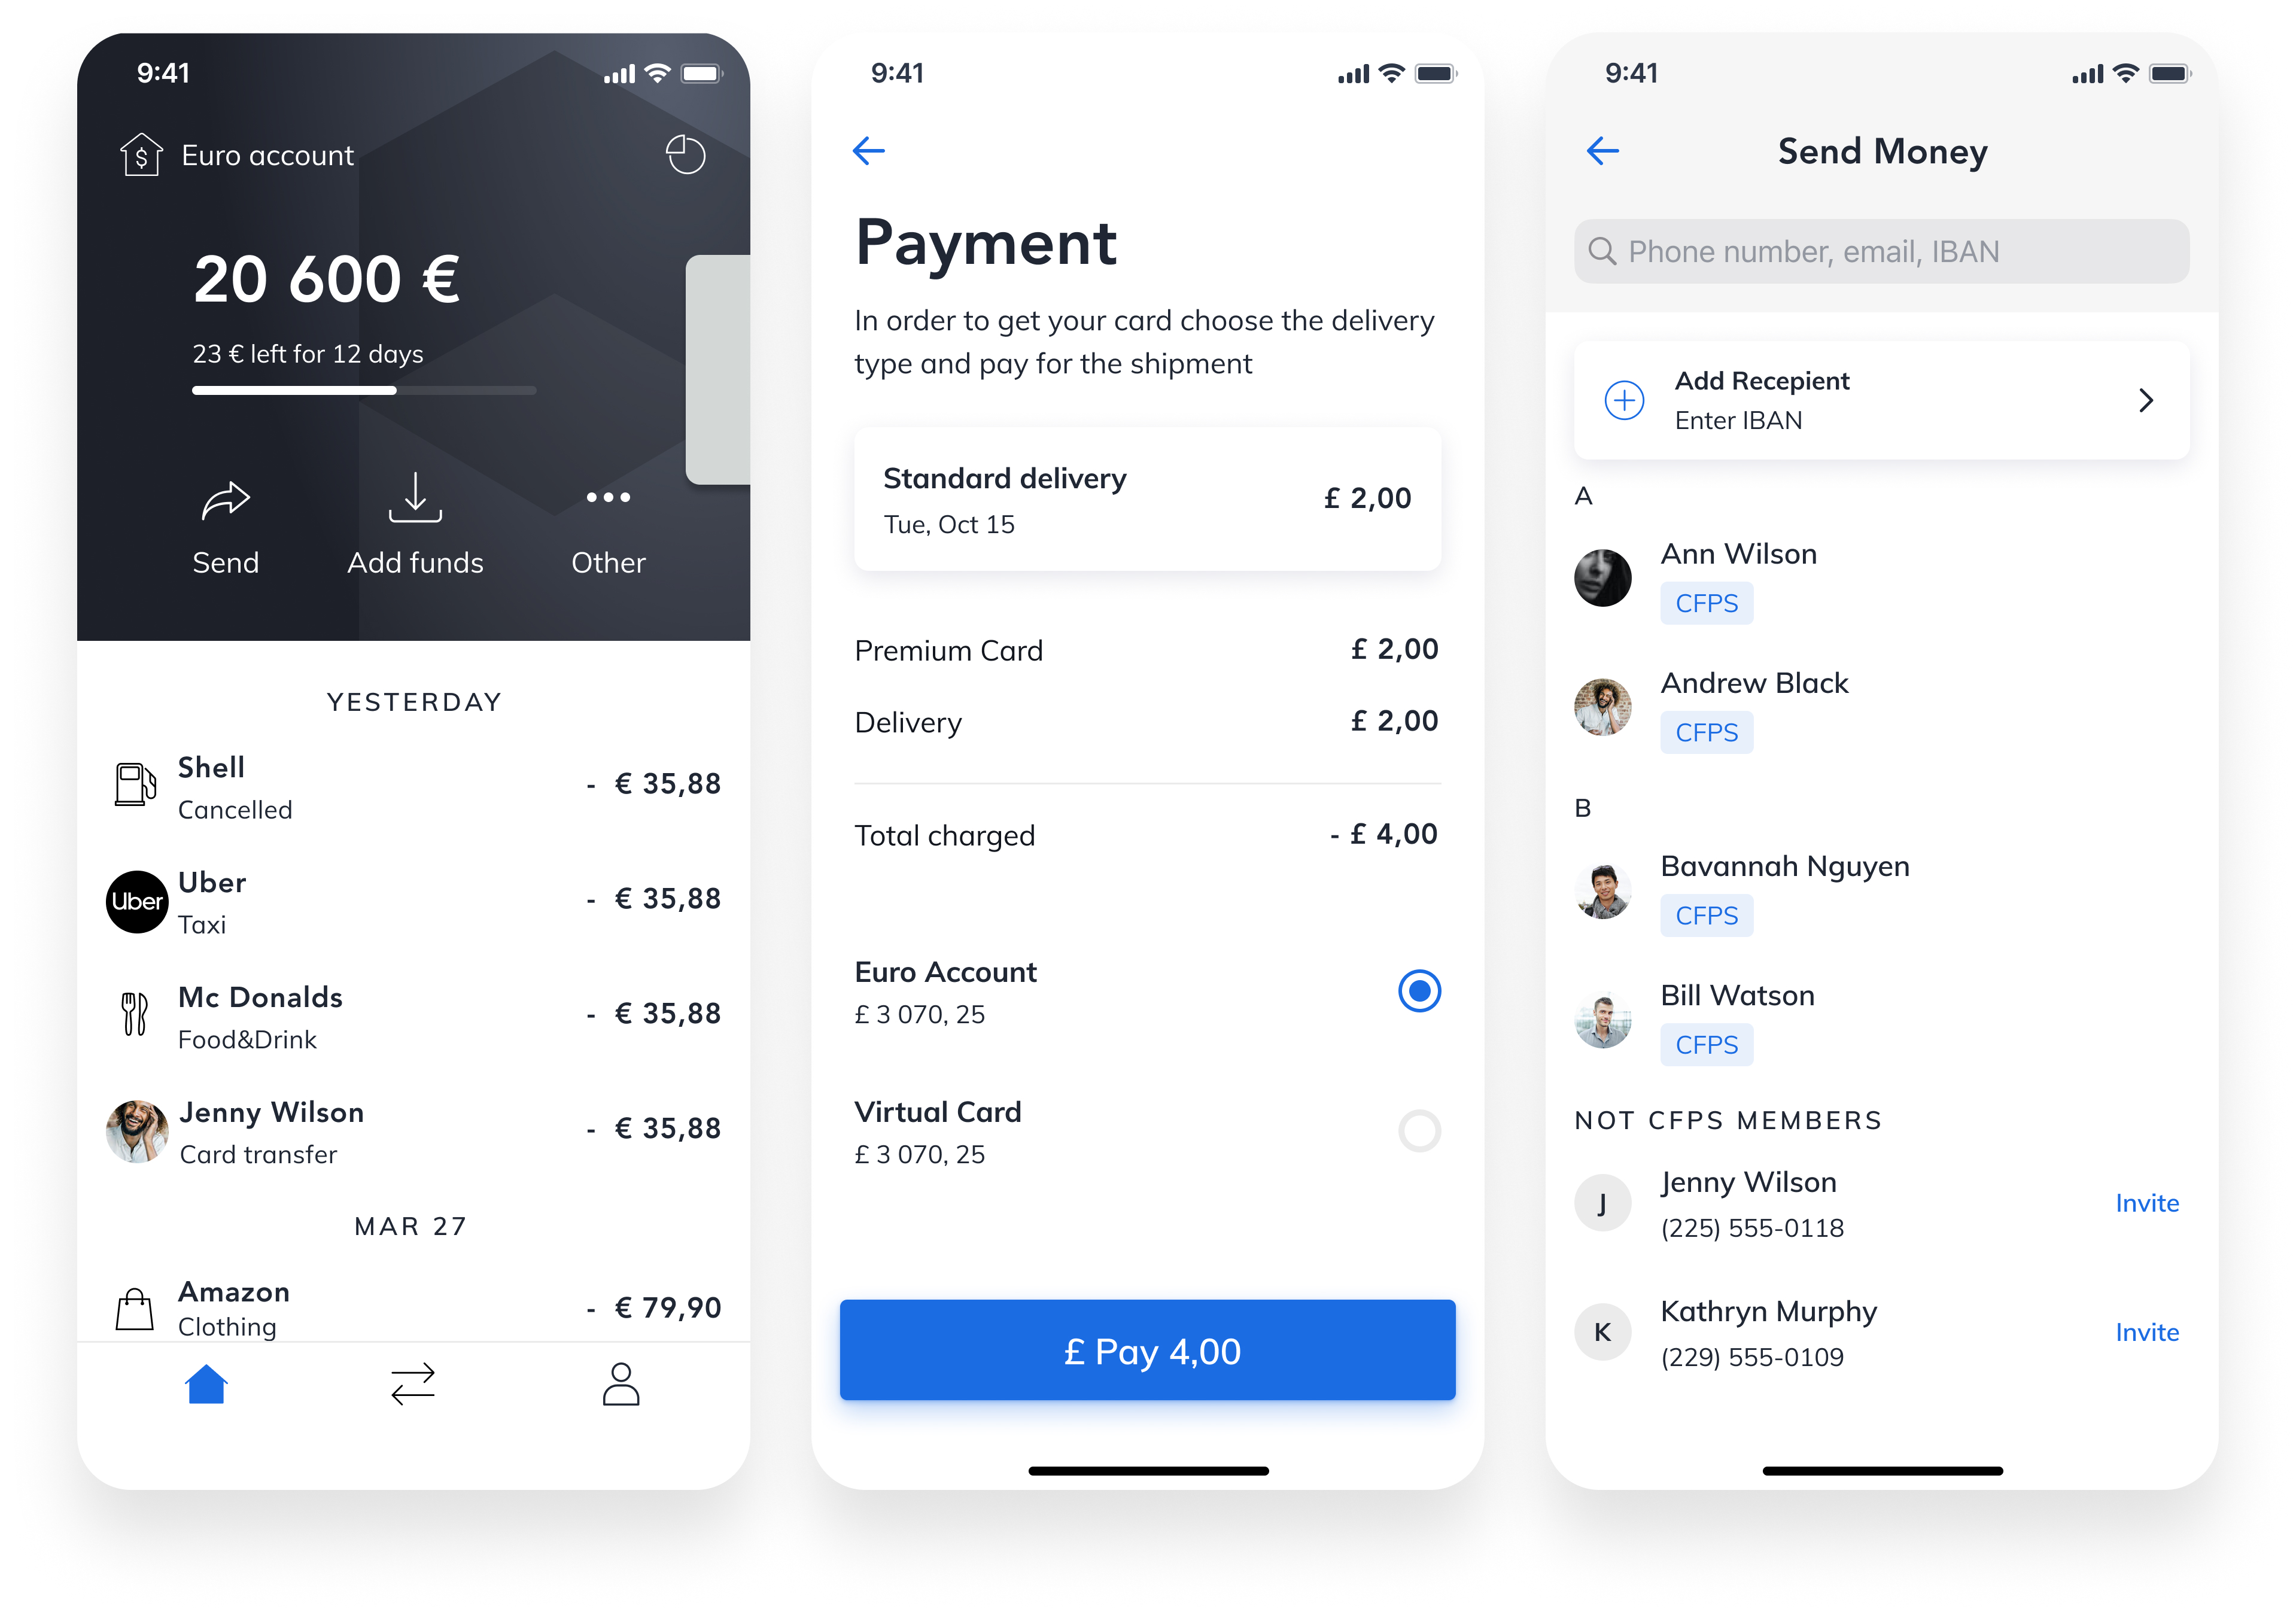 9:41
Euro account
$
20 600 €
23 € left for 12 days
Send
Add funds
Other
YESTERDAY
Shell
Cancelled
- € 35,88
Uber
Uber
Taxi
- € 35,88
Mc Donalds
Food&Drink
- € 35,88
Jenny Wilson
Card transfer
- € 35,88
MAR 27
Amazon
Clothing
- € 79,90
9:41
Payment
In order to get your card choose the delivery
type and pay for the shipment
Standard delivery
Tue, Oct 15
£ 2,00
Premium Card
£ 2,00
Delivery
£ 2,00
Total charged
- £ 4,00
Euro Account
£ 3 070, 25
Virtual Card
£ 3 070, 25
£ Pay 4,00
9:41
Send Money
Phone number, email, IBAN
Add Recepient
Enter IBAN
A
Ann Wilson
CFPS
Andrew Black
CFPS
B
Bavannah Nguyen
CFPS
Bill Watson
CFPS
NOT CFPS MEMBERS
J
Jenny Wilson
(225) 555-0118
Invite
K
Kathryn Murphy
(229) 555-0109
Invite